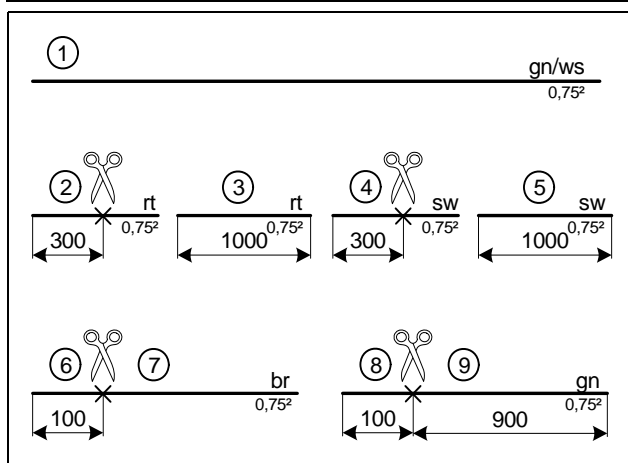 1
gn/ws
0,75²
2 rt 3 rt 4 sw 5 sw
0,75² 0,75² 0,75² 0,75²
300 1000 300 1000
6 7 br 8 9 gn
0,75² 0,75²
100 100 900